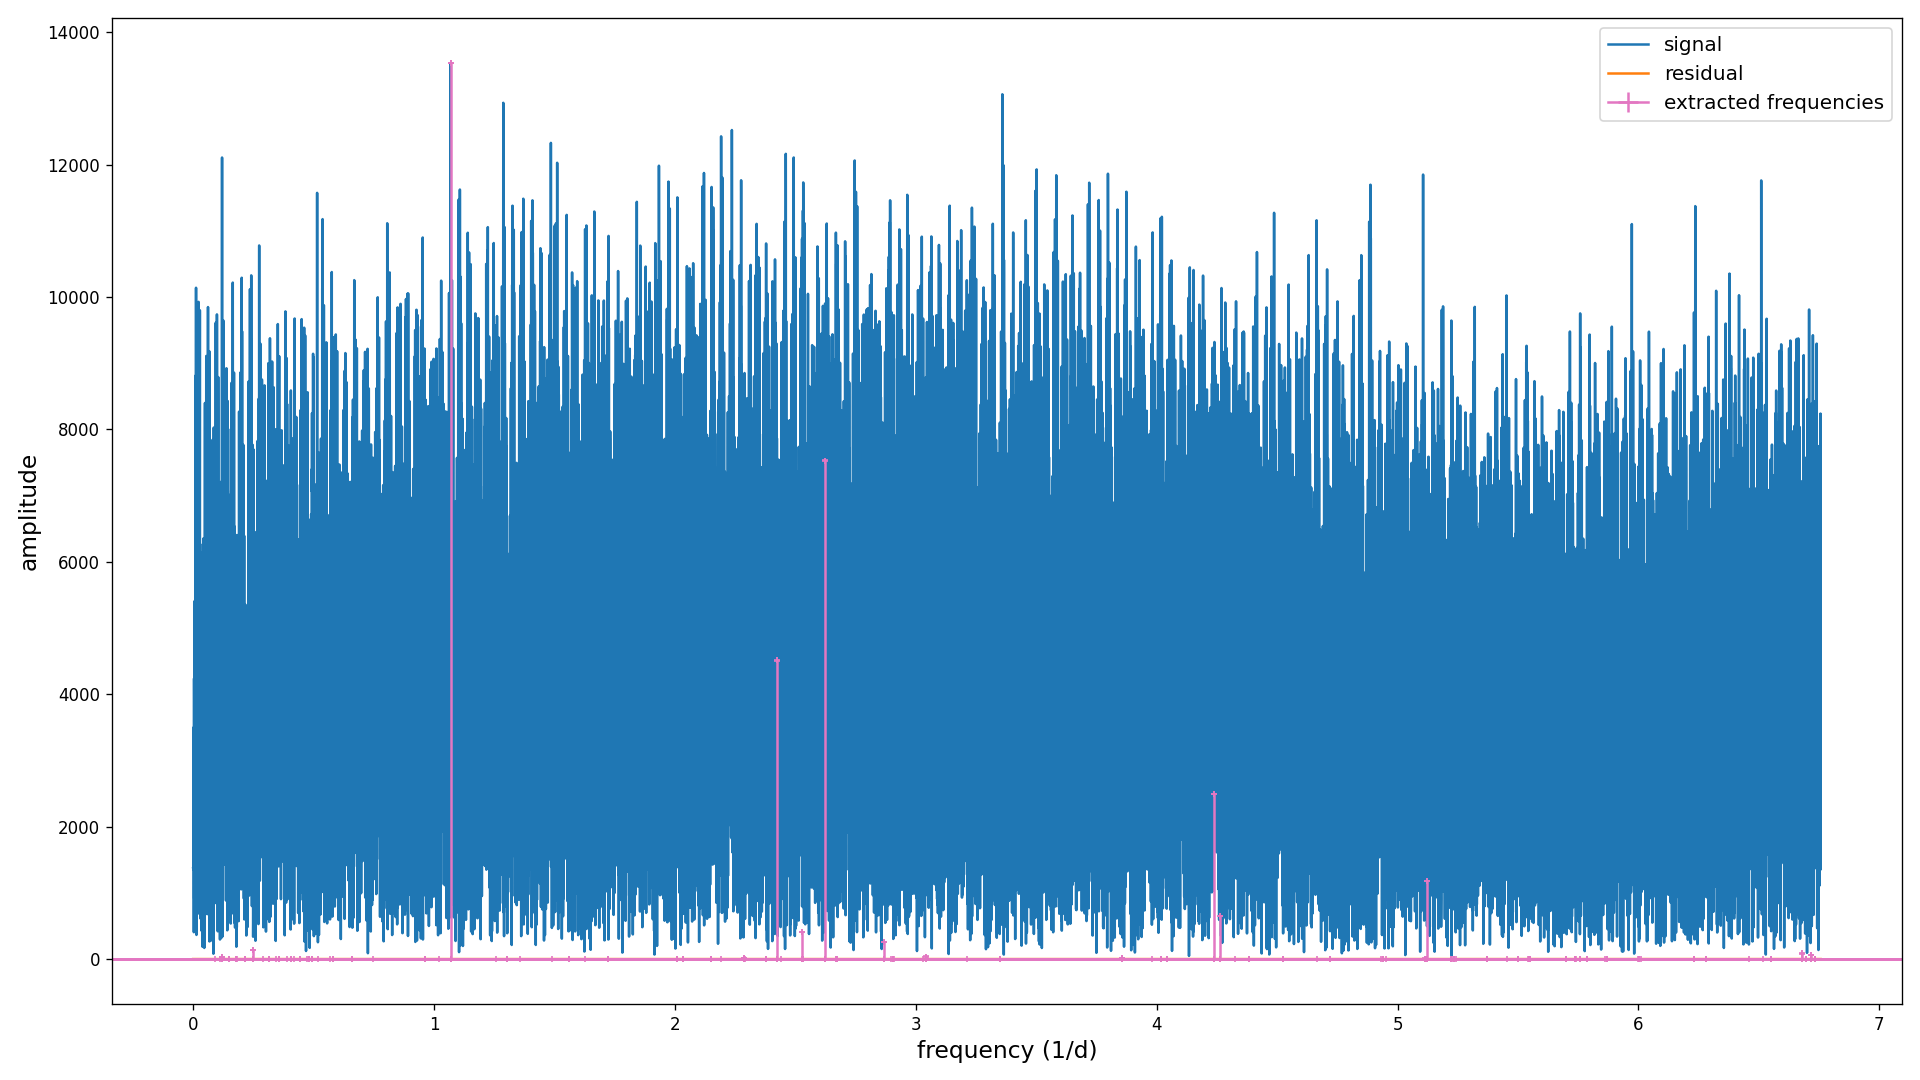 14000
12000
10000
8000
6000
4000
2000
0
amplitude
signal
residual
extracted frequencies
0 1 2 3 4 5 6 7
frequency (1/d)